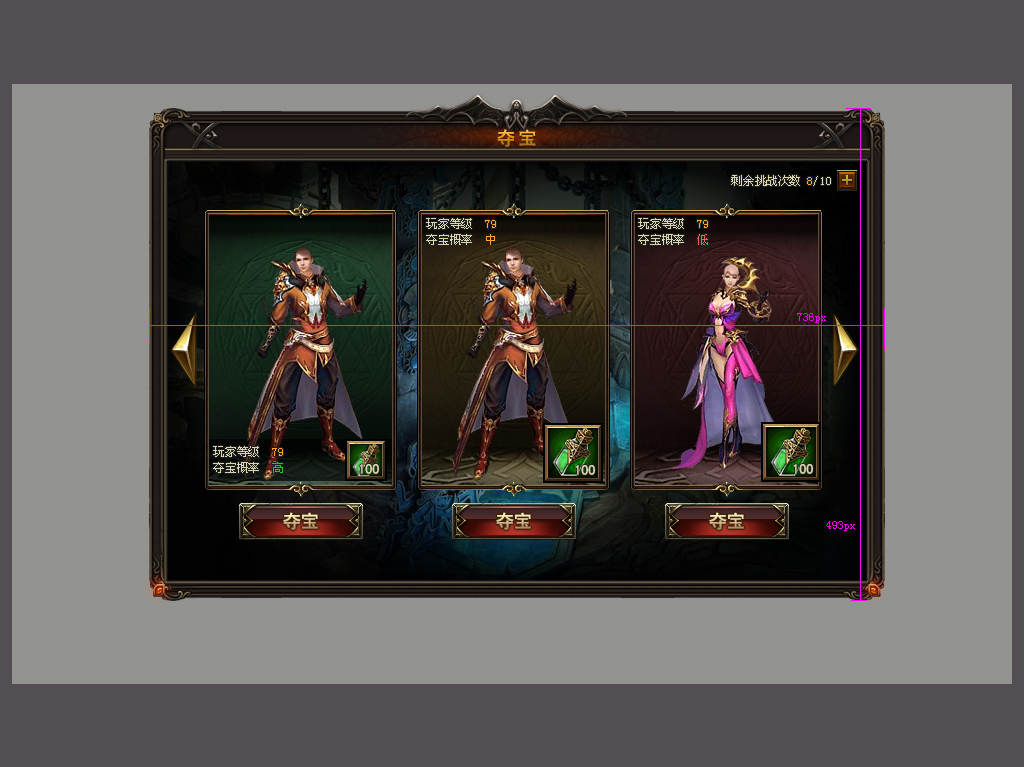 夺宝
剩余挑战次数 8/10
玩家等级 79
夺宝概率 中
玩家等级 79
夺宝概率 低
736px
玩家等级 79
夺宝概率 高
100
100
100
夺宝
夺宝
夺宝
493px